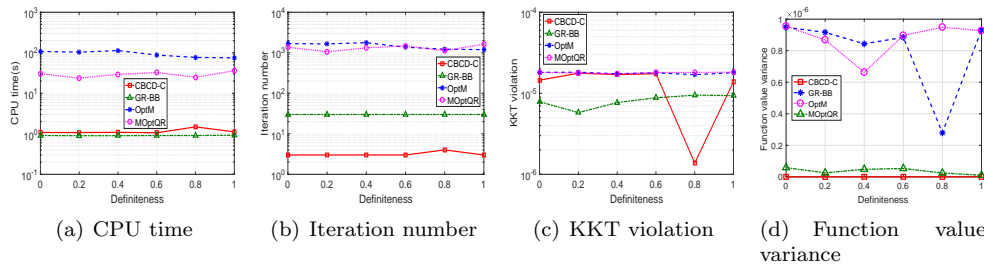 10³
10²
10¹
10⁰
10⁻¹
CPU time(s)
CBCD-C
GR-BB
OptM
MOptQR
0 0.2 0.4 0.6 0.8 1
Definiteness
(a) CPU time
10⁴
10³
10²
10¹
10⁰
Iteration number
CBCD-C
GR-BB
OptM
MOptQR
0 0.2 0.4 0.6 0.8 1
Definiteness
(b) Iteration number
10⁻⁴
10⁻⁵
10⁻⁶
KKT violation
CBCD-C
GR-BB
OptM
MOptQR
0 0.2 0.4 0.6 0.8 1
Definiteness
(c) KKT violation
1 ×10⁻⁶
0.8
0.6
0.4
0.2
0
Function value variance
CBCD-C
GR-BB
OptM
MOptQR
0 0.2 0.4 0.6 0.8 1
Definiteness
(d) Function value
variance